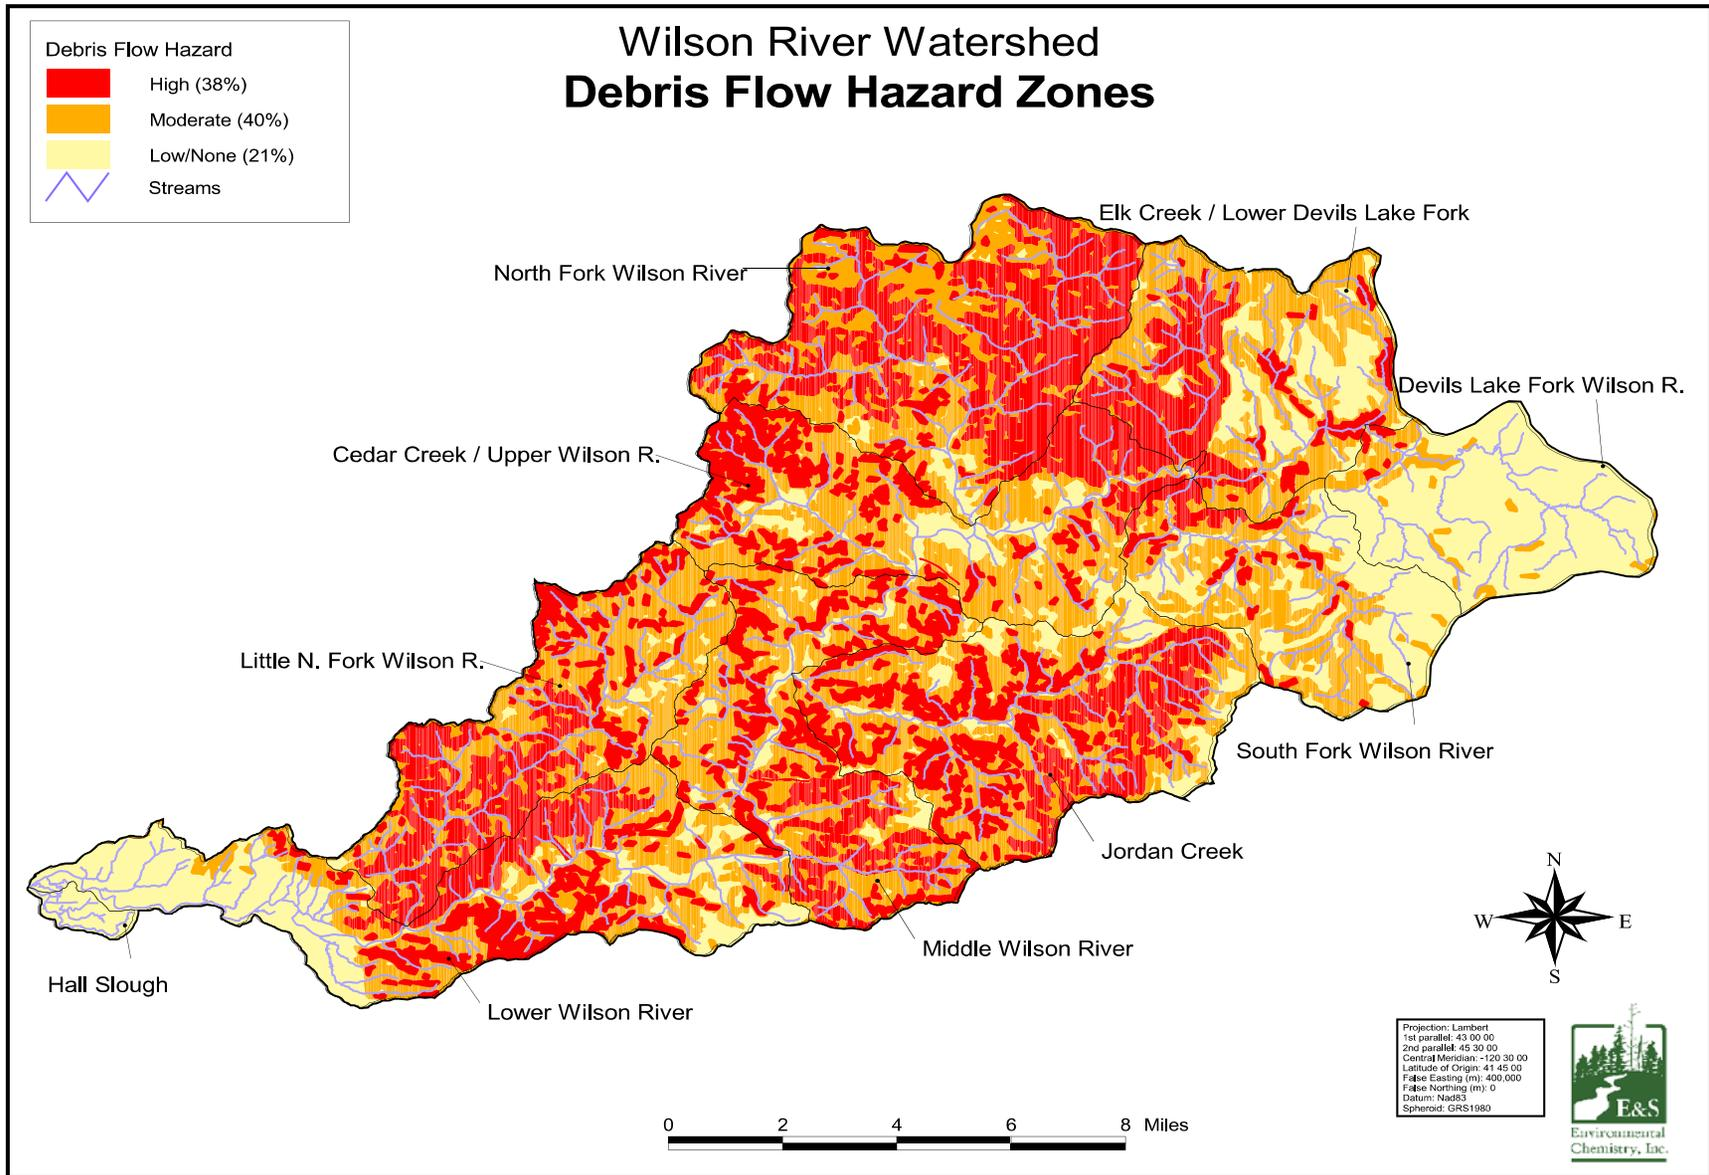 Wilson River Watershed
Debris Flow Hazard Zones
Debris Flow Hazard
High (38%)
Moderate (40%)
Low/None (21%)
Streams
Elk Creek / Lower Devils Lake Fork
North Fork Wilson River
Devils Lake Fork Wilson R.
Cedar Creek / Upper Wilson R.
Little N. Fork Wilson R.
South Fork Wilson River
Jordan Creek
Middle Wilson River
Hall Slough
Lower Wilson River
N
W
E
S
Projection: Lambert
1st parallel: 43 00 00
2nd parallel: 45 30 00
Central Meridian: -120 30 00
Latitude of Origin: 41 45 00
False Easting (m): 400,000
False Northing (m): 0
Datum: Nad83
Spheroid: GRS1980
E&S
Environmental
Chemistry, Inc.
0 2 4 6 8 Miles